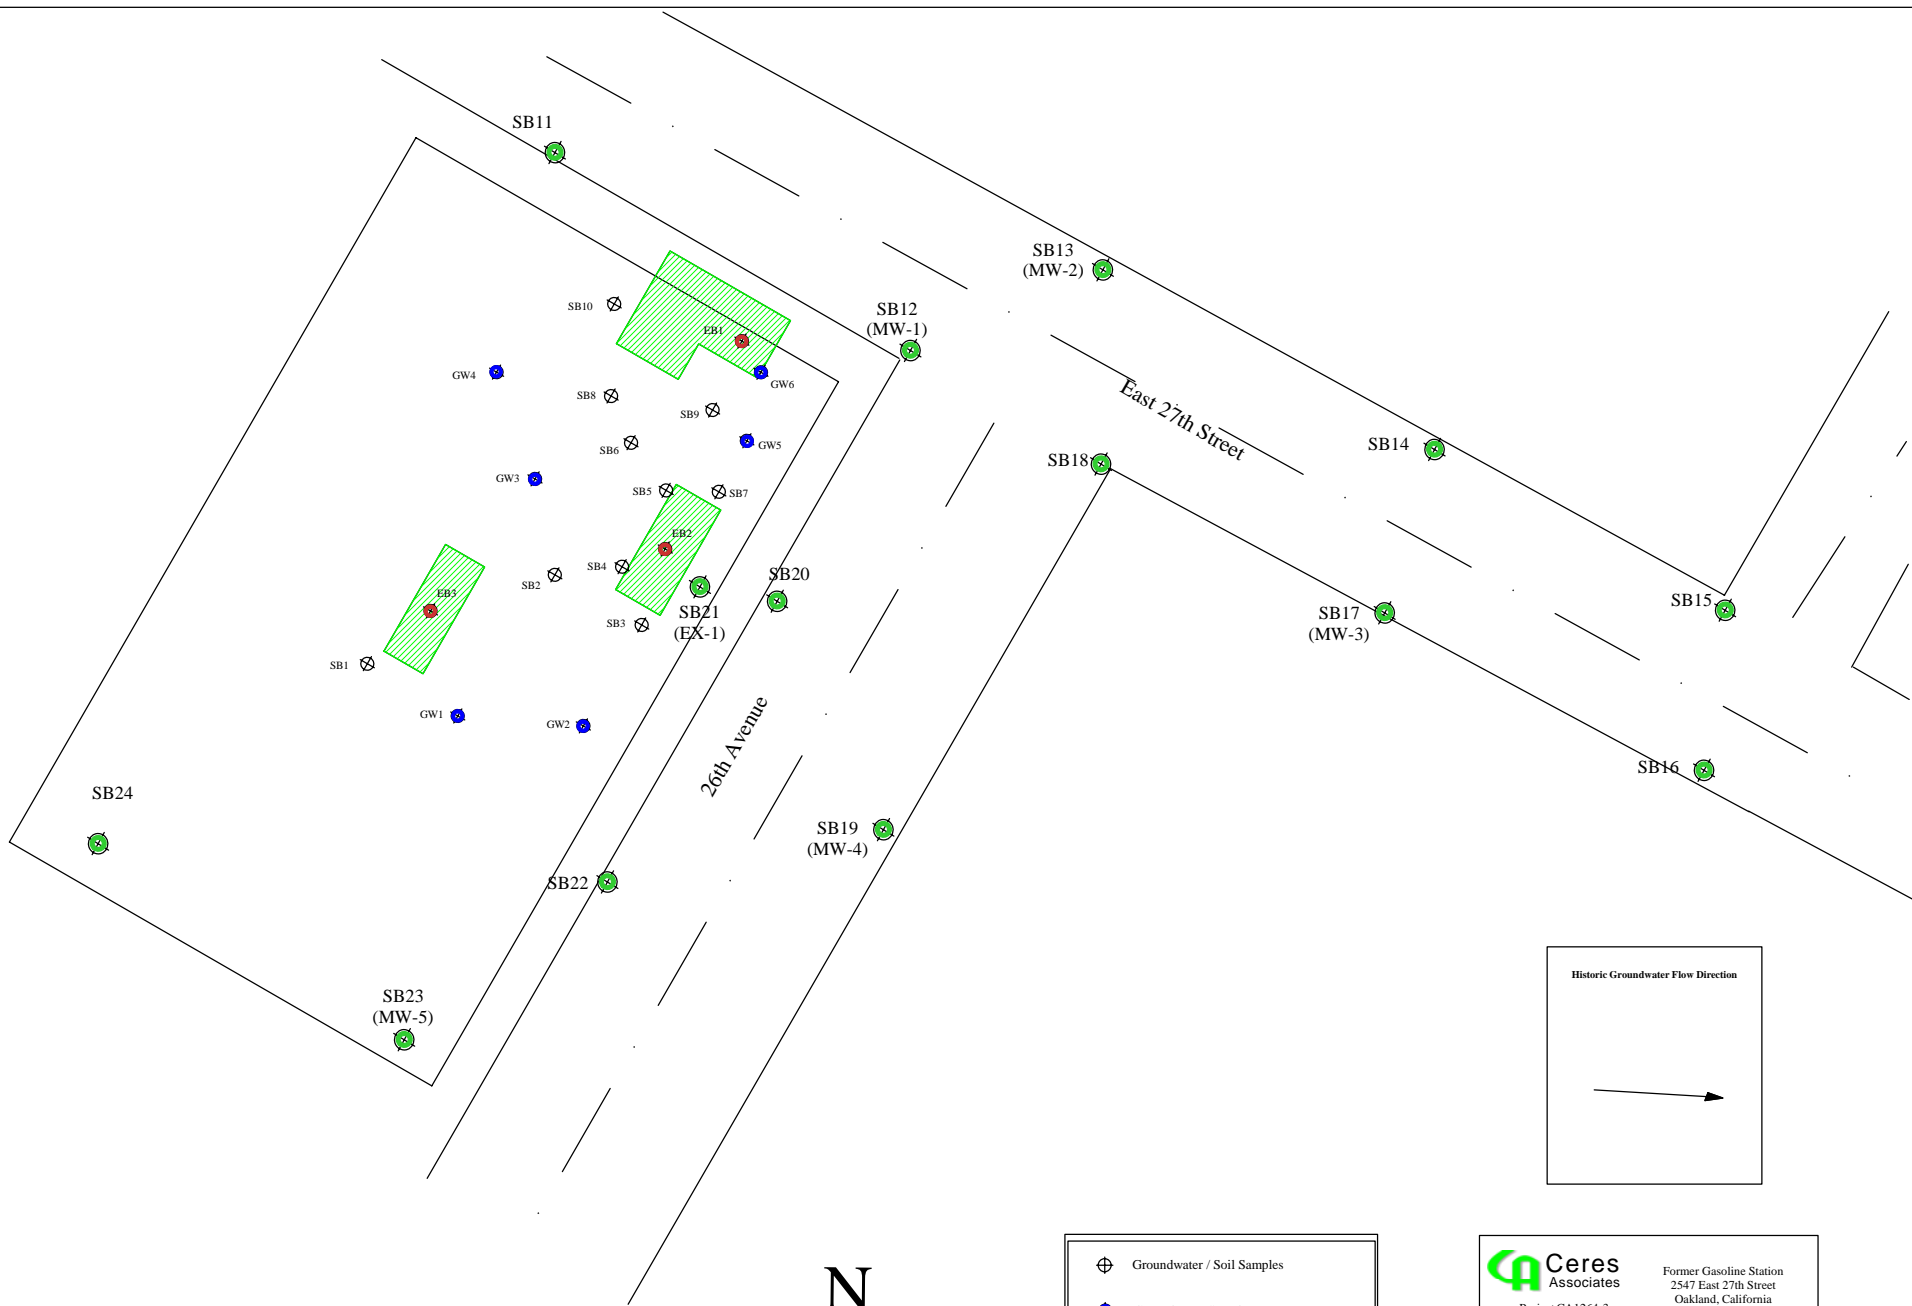 SB11
SB13
(MW-2)
SB12
(MW-1)
SB10
EB1
GW4
GW6
SB8
SB9
East 27th Street
SB6
GW5
SB14
GW3
SB18
SB5
SB7
EB2
SB4
SB2
SB20
EB3
SB21
(EX-1)
SB3
SB17
(MW-3)
SB15
SB1
GW1
GW2
26th Avenue
SB16
SB24
SB19
(MW-4)
SB22
Historic Groundwater Flow Direction
SB23
(MW-5)
N
Groundwater / Soil Samples
CA Ceres
Associates
Former Gasoline Station
2547 East 27th Street
Oakland, California